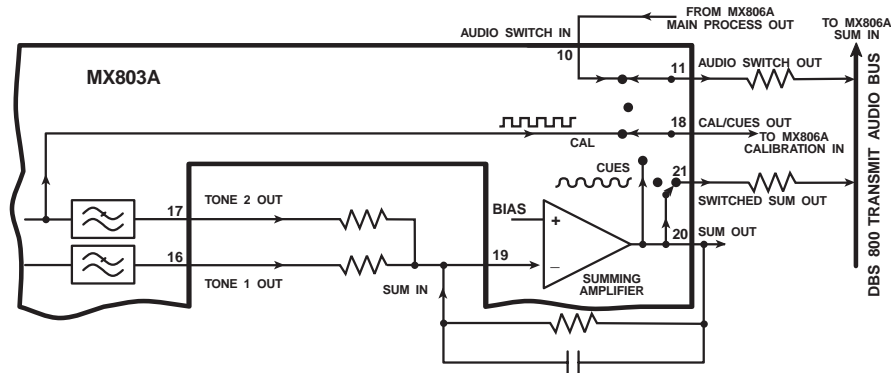 FROM MX806A
MAIN PROCESS OUT
TO MX806A
SUM IN
AUDIO SWITCH IN
10
MX803A
11
AUDIO SWITCH OUT
18
CAL/CUES OUT
CAL
TO MX806A
CALIBRATION IN
CUES
21
SWITCHED SUM OUT
17
TONE 2 OUT
BIAS
+
20
SUM OUT
16
TONE 1 OUT
19
–
SUM IN
SUMMING
AMPLIFIER
DBS 800 TRANSMIT AUDIO BUS